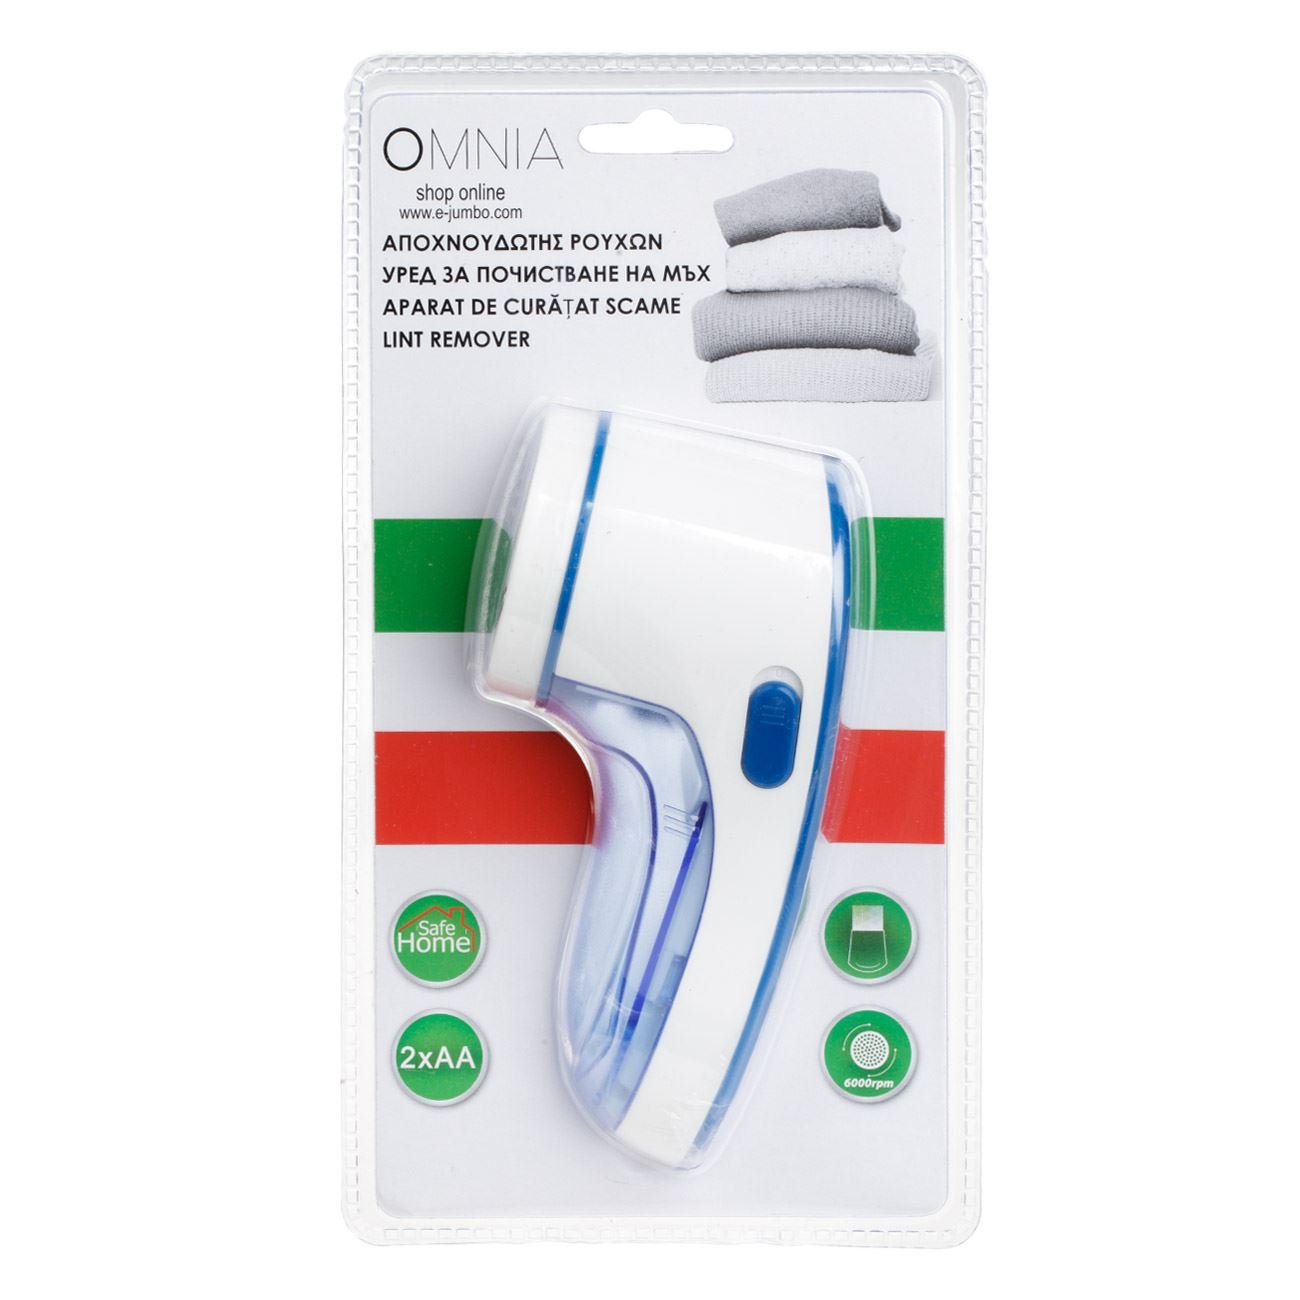 OMNIA
shop online
www.e-jumbo.com
ΑΠΟΧΝΟΥΔΩΤΗΣ ΡΟΥΧΩΝ
УРЕД ЗА ПОЧИСТВАНЕ НА МЪХ
APARAT DE CURĂȚAT SCAME
LINT REMOVER
Safe
Home
2xAA
6000rpm